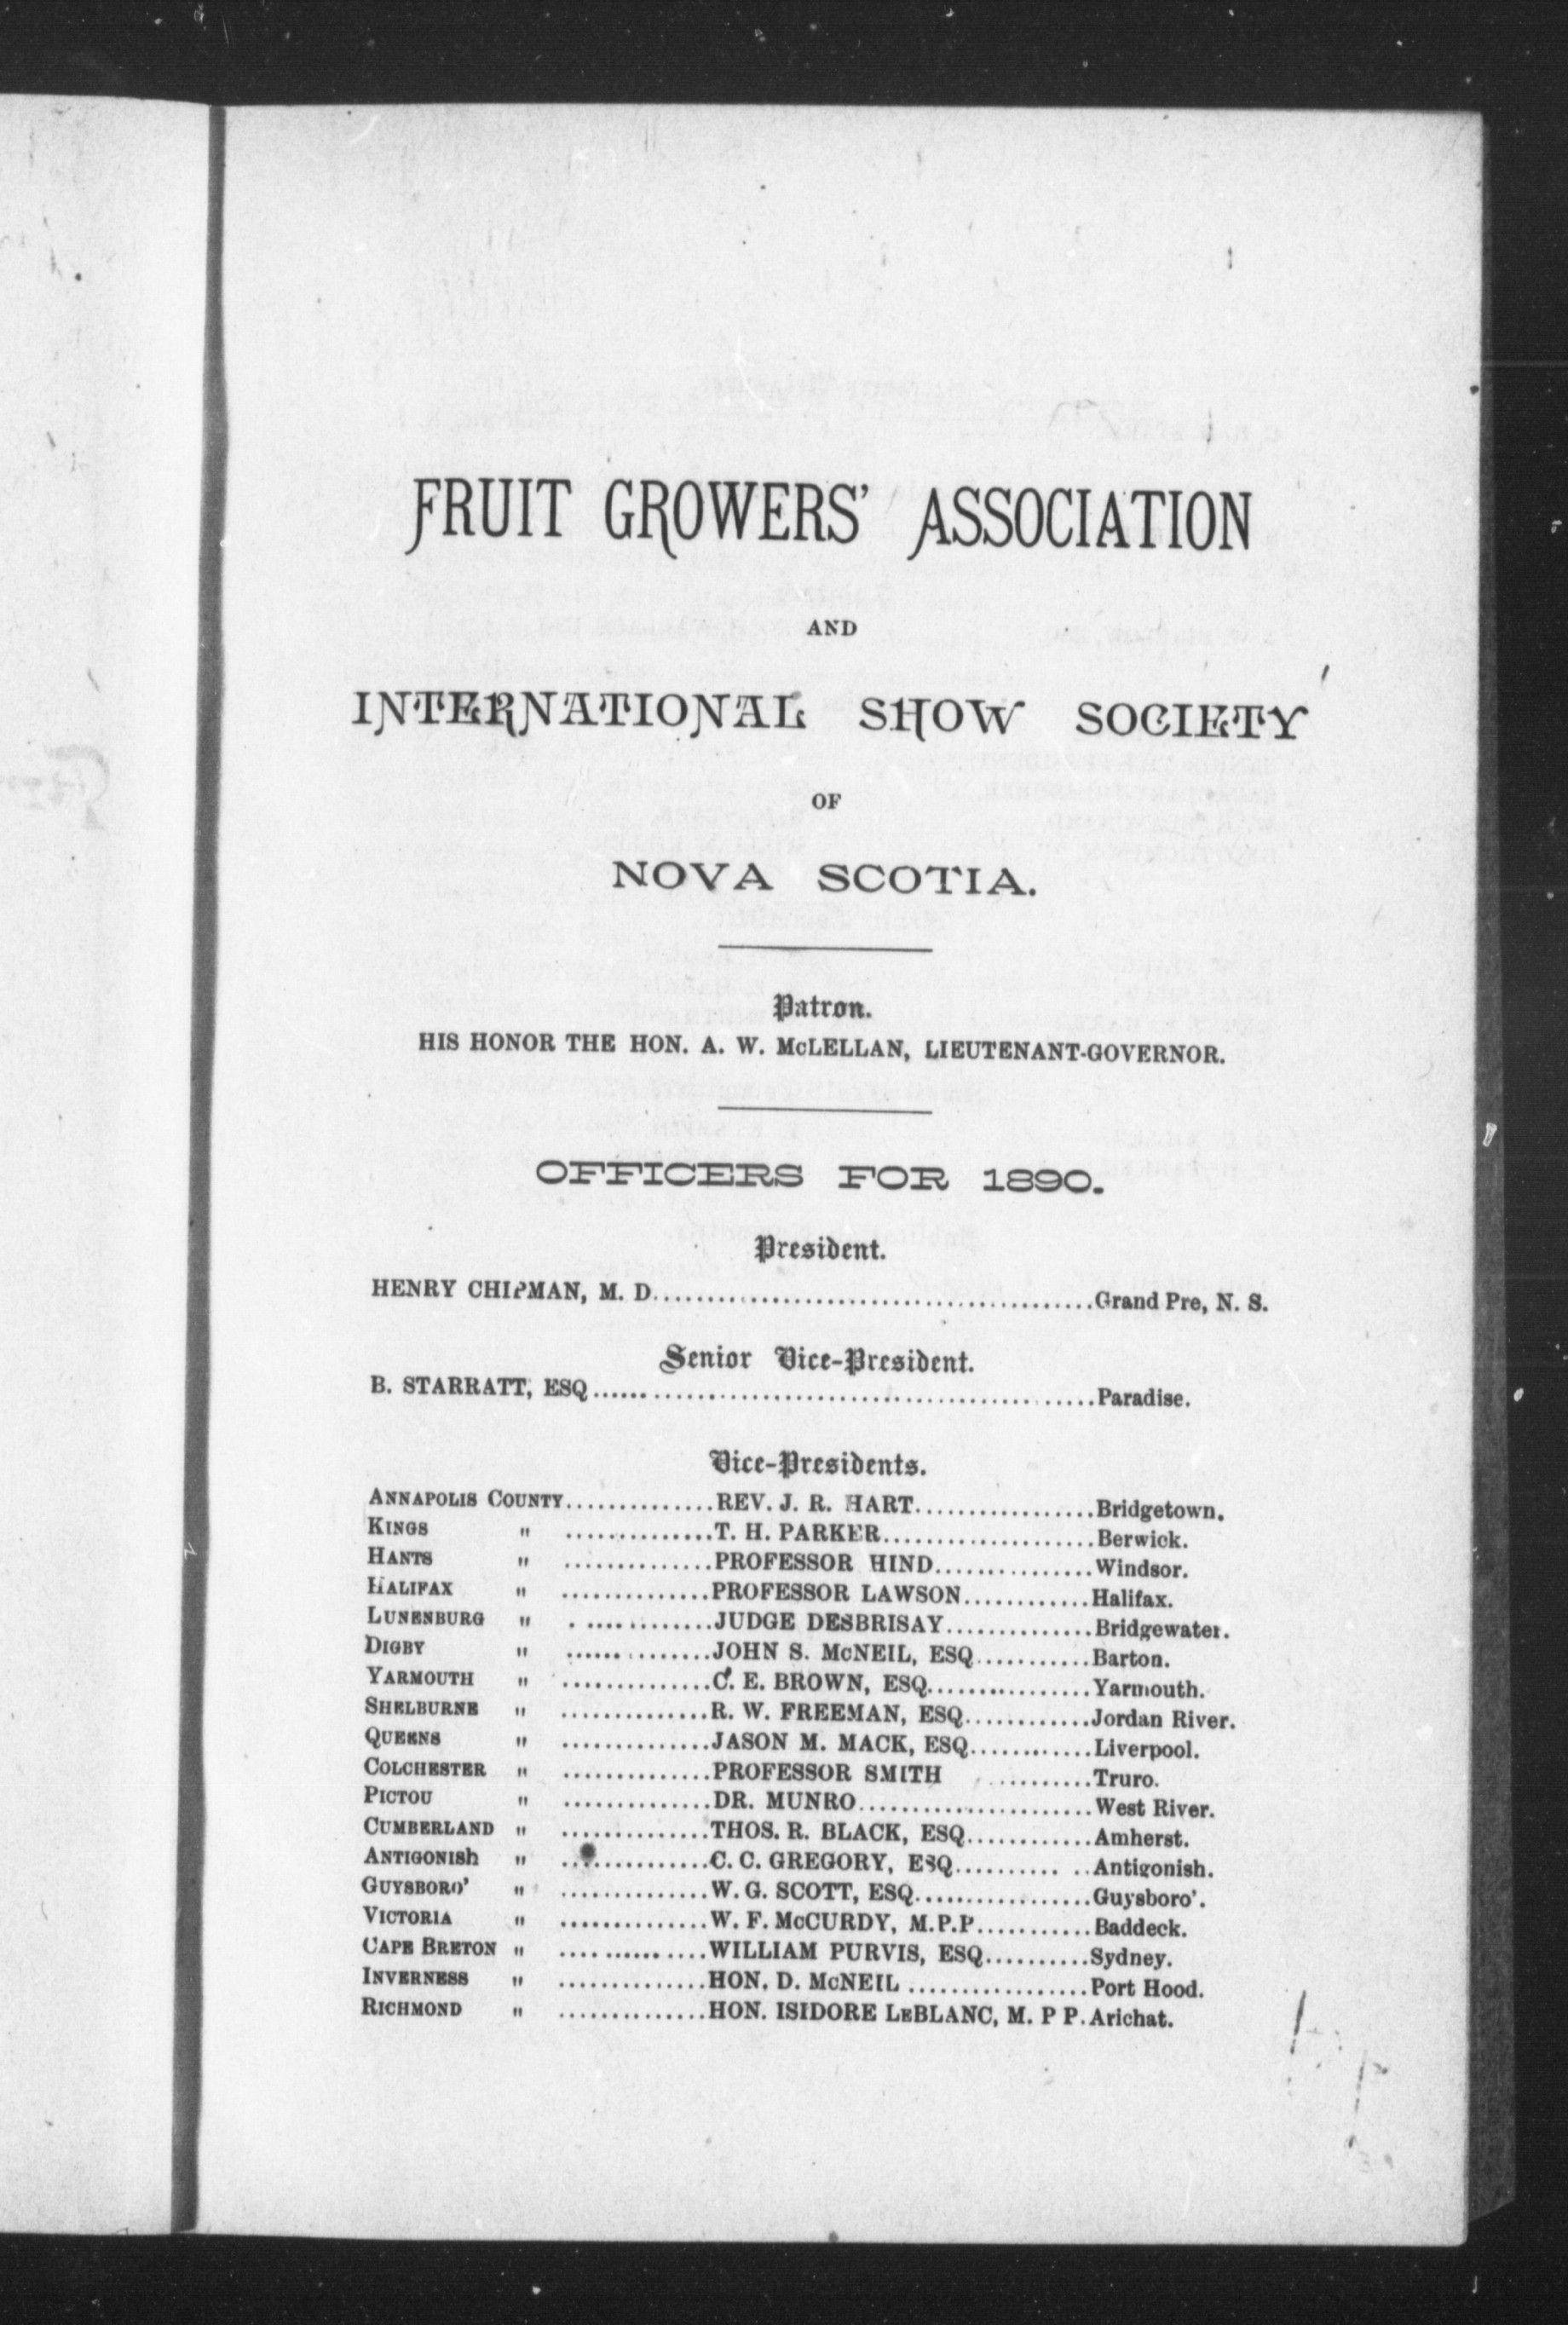 FRUIT GROWERS' ASSOCIATION
AND
INTERNATIONAL SHOW SOCIETY
OF
NOVA SCOTIA.
Patron.
HIS HONOR THE HON. A. W. McLELLAN, LIEUTENANT-GOVERNOR.
OFFICERS FOR 1890.
President.
HENRY CHIPMAN, M. D.........................................Grand Pre, N. S.
Senior Vice-President.
B. STARRATT, ESQ..............................................Paradise.
Vice-Presidents.
ANNAPOLIS COUNTY..............REV. J. R. HART.................Bridgetown.
KINGS " ..............T. H. PARKER....................Berwick.
HANTS " ..............PROFESSOR HIND...............Windsor.
HALIFAX " ..............PROFESSOR LAWSON............Halifax.
LUNENBURG " ..............JUDGE DESBRISAY..............Bridgewater.
DIGBY " ..............JOHN S. McNEIL, ESQ...........Barton.
YARMOUTH " ..............C. E. BROWN, ESQ...............Yarmouth.
SHELBURNE " ..............R. W. FREEMAN, ESQ............Jordan River.
QUEENS " ..............JASON M. MACK, ESQ............Liverpool.
COLCHESTER " ..............PROFESSOR SMITH ...........Truro.
PICTOU " ..............DR. MUNRO......................West River.
CUMBERLAND " ..............THOS. R. BLACK, ESQ............Amherst.
ANTIGONISH " ..............C. C. GREGORY, ESQ............Antigonish.
GUYSBORO' " ..............W. G. SCOTT, ESQ.................Guysboro'.
VICTORIA " ..............W. F. McCURDY, M.P.P...........Baddeck.
CAPE BRETON " ..............WILLIAM PURVIS, ESQ..........Sydney.
INVERNESS " ..............HON. D. McNEIL .................Port Hood.
RICHMOND " ..............HON. ISIDORE LEBLANC, M. P P.Arichat.